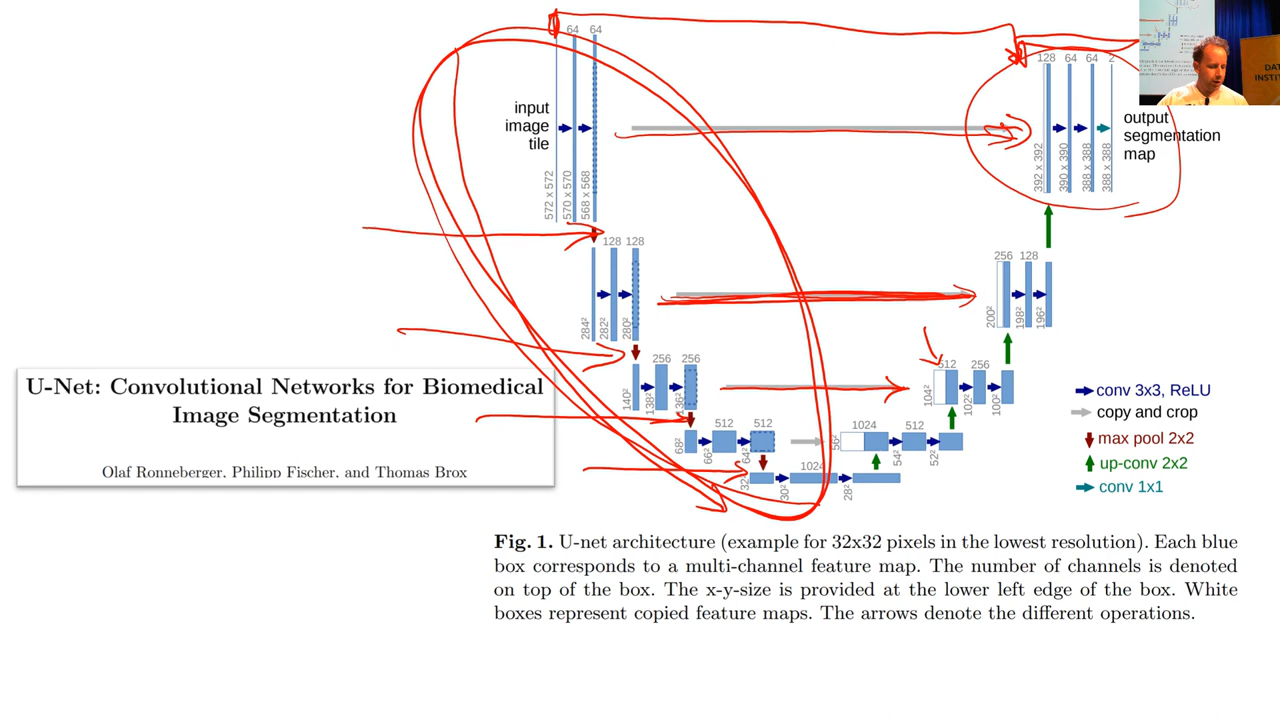 64 64
128 64 64 2
input
image
tile
output
segmentation
map
572 x 572
570 x 570
568 x 568
392 x 392
390 x 390
388 x 388
388 x 388
128 128
256 128
284²
282²
280²
200²
198²
196²
256 256
512 256
140²
138²
136²
104²
102²
100²
512 512
1024 512
68²
66²
64²
56²
54²
52²
1024
32²
30²
28²
conv 3x3, ReLU
copy and crop
max pool 2x2
up-conv 2x2
conv 1x1
U-Net: Convolutional Networks for Biomedical
Image Segmentation
Olaf Ronneberger, Philipp Fischer, and Thomas Brox
Fig. 1. U-net architecture (example for 32x32 pixels in the lowest resolution). Each blue
box corresponds to a multi-channel feature map. The number of channels is denoted
on top of the box. The x-y-size is provided at the lower left edge of the box. White
boxes represent copied feature maps. The arrows denote the different operations.